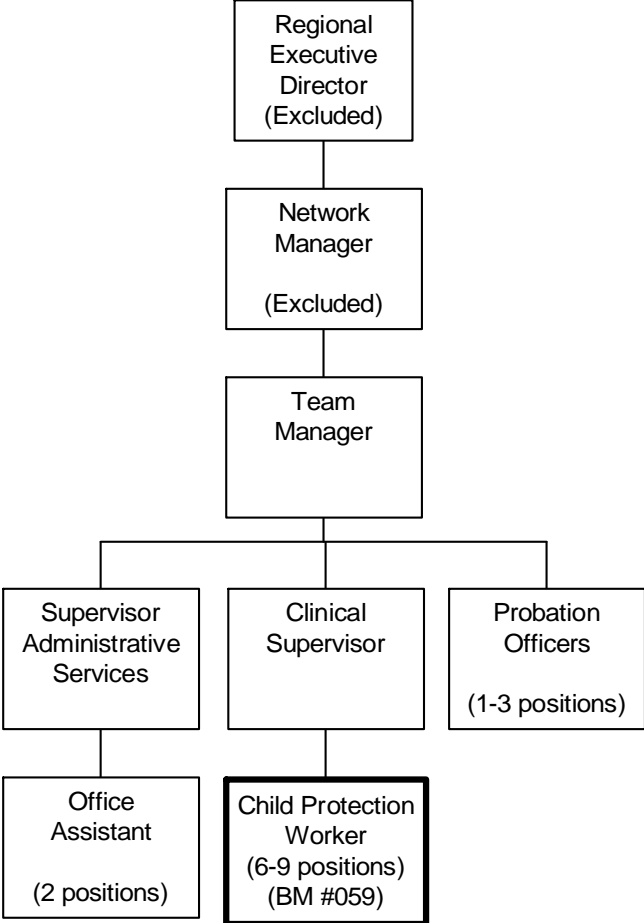 Regional
Executive
Director
(Excluded)
Network
Manager
(Excluded)
Team
Manager
Supervisor
Administrative
Services
Clinical
Supervisor
Probation
Officers
(1-3 positions)
Office
Assistant
(2 positions)
Child Protection
Worker
(6-9 positions)
(BM #059)